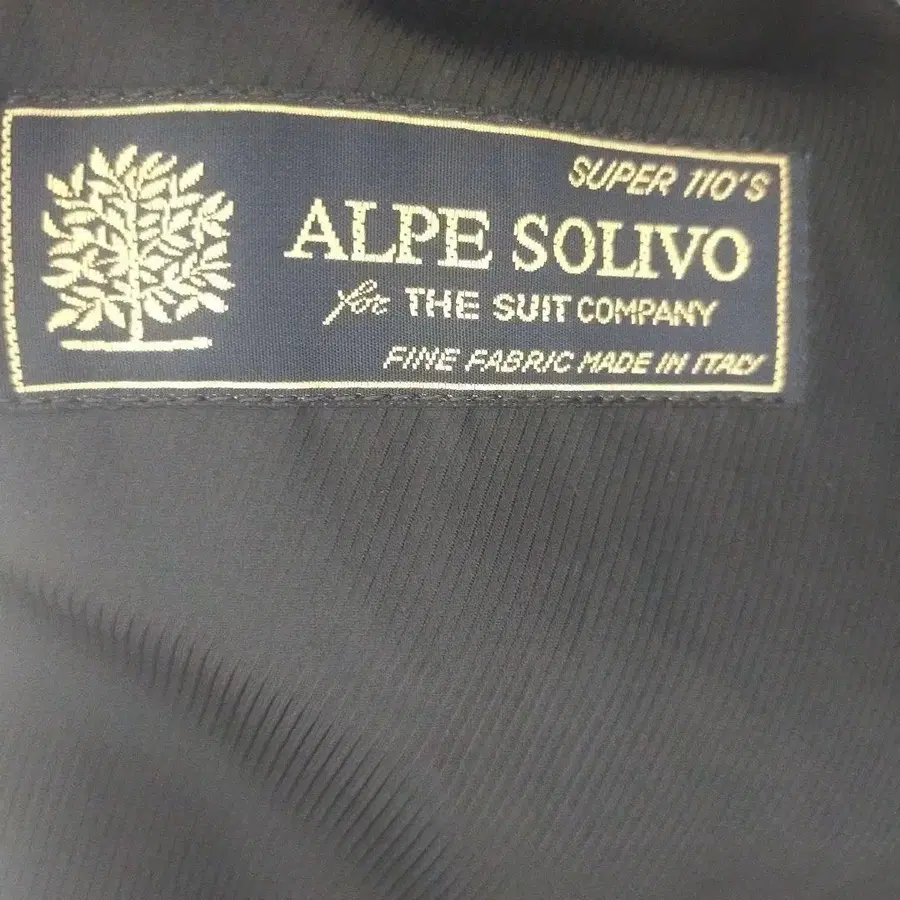 SUPER 110'S
ALPE SOLIVO
for THE SUIT COMPANY
FINE FABRIC MADE IN ITALY